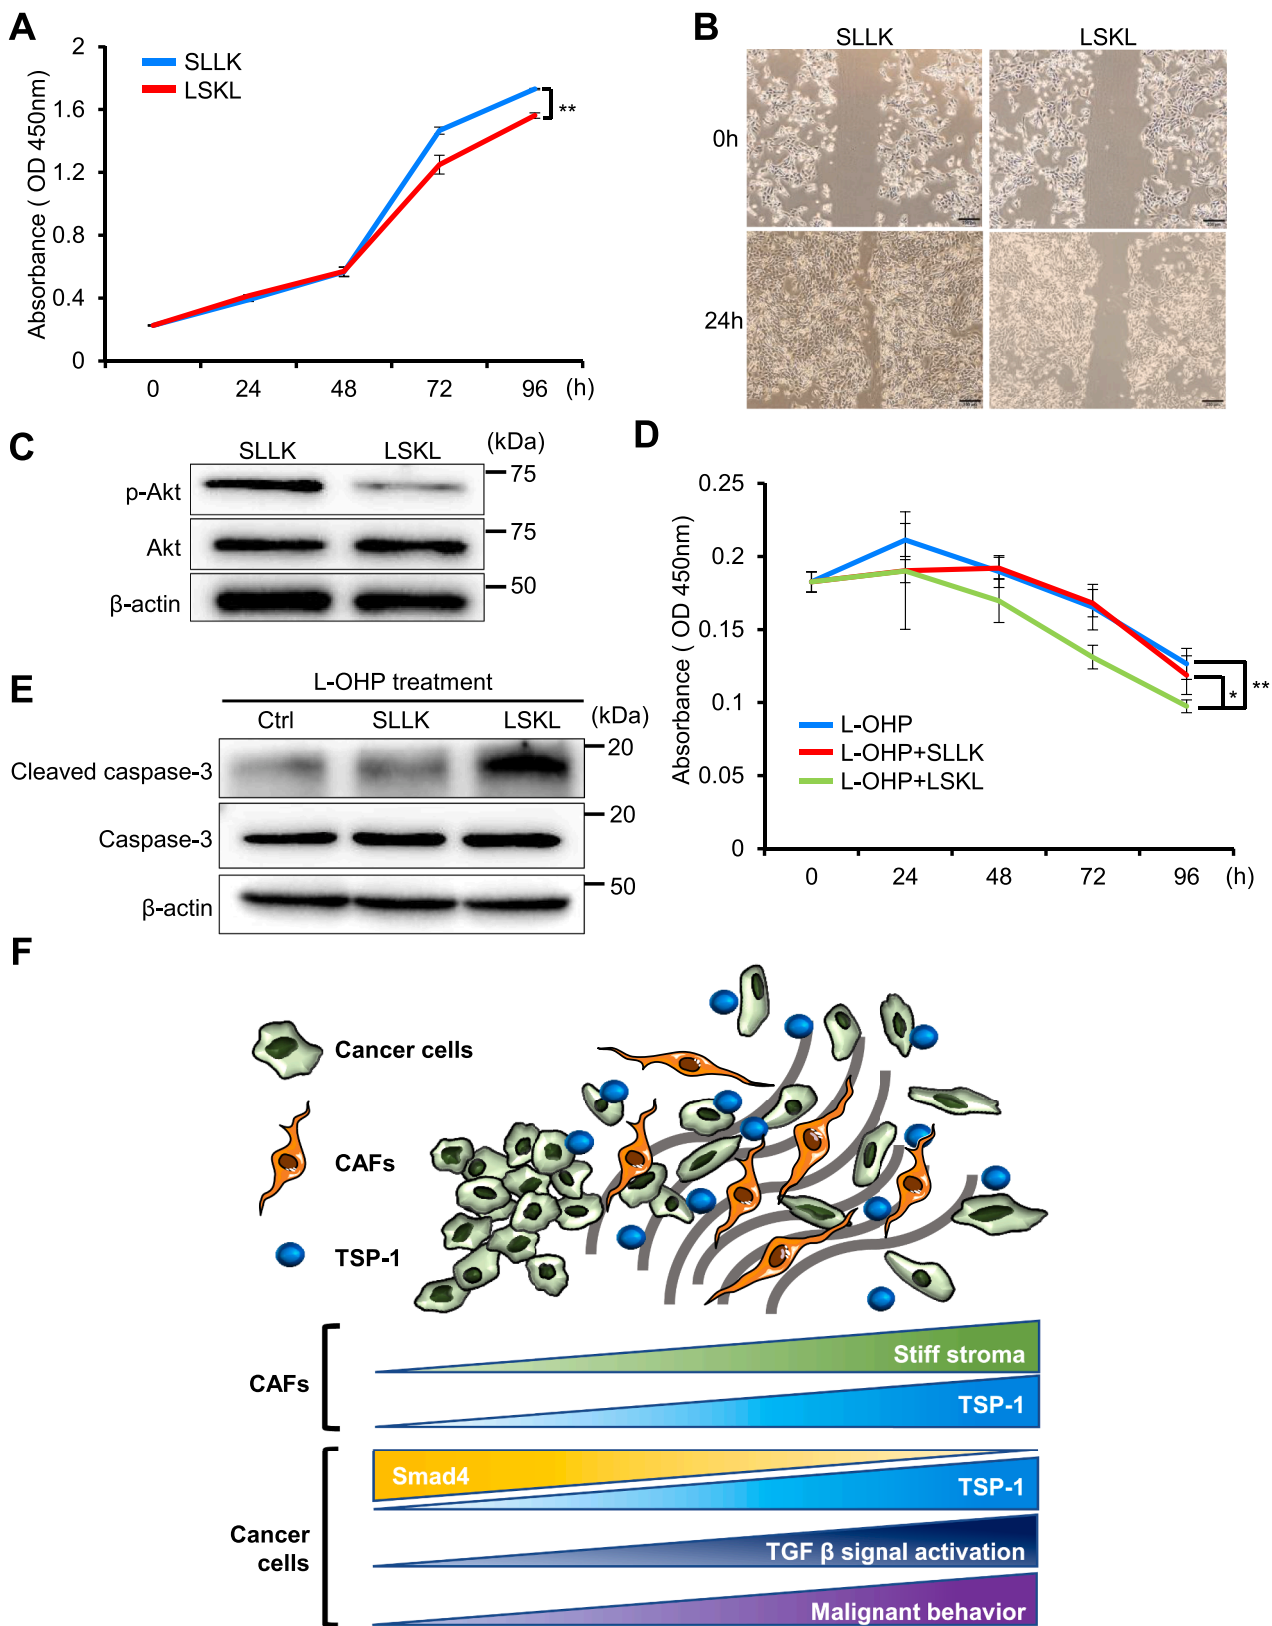 A
2
1.6
1.2
0.8
0.4
0
Absorbance ( OD 450nm)
SLLK
LSKL
**
0 24 48 72 96 (h)
B
SLLK LSKL
0h
24h
C
SLLK LSKL (kDa)
p-Akt 75
Akt 75
β-actin 50
D
0.25
0.2
0.15
0.1
0.05
0
Absorbance ( OD 450nm)
L-OHP
L-OHP+SLLK
L-OHP+LSKL
*
**
0 24 48 72 96 (h)
E
L-OHP treatment
Ctrl SLLK LSKL (kDa)
Cleaved caspase-3 20
Caspase-3 20
β-actin 50
F
Cancer cells
CAFs
TSP-1
CAFs
Stiff stroma
TSP-1
Cancer
cells
Smad4
TSP-1
TGF β signal activation
Malignant behavior